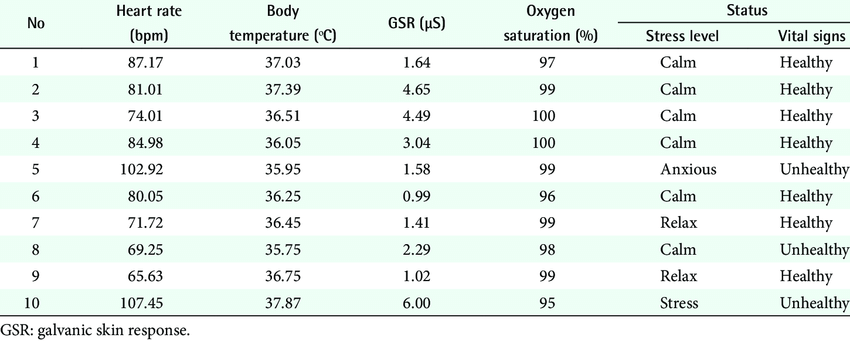 No Heart rate (bpm) Body temperature (ºC) GSR (µS) Oxygen saturation (%) Status
Stress level Vital signs
1 87.17 37.03 1.64 97 Calm Healthy
2 81.01 37.39 4.65 99 Calm Healthy
3 74.01 36.51 4.49 100 Calm Healthy
4 84.98 36.05 3.04 100 Calm Healthy
5 102.92 35.95 1.58 99 Anxious Unhealthy
6 80.05 36.25 0.99 96 Calm Healthy
7 71.72 36.45 1.41 99 Relax Healthy
8 69.25 35.75 2.29 98 Calm Unhealthy
9 65.63 36.75 1.02 99 Relax Healthy
10 107.45 37.87 6.00 95 Stress Unhealthy
GSR: galvanic skin response.